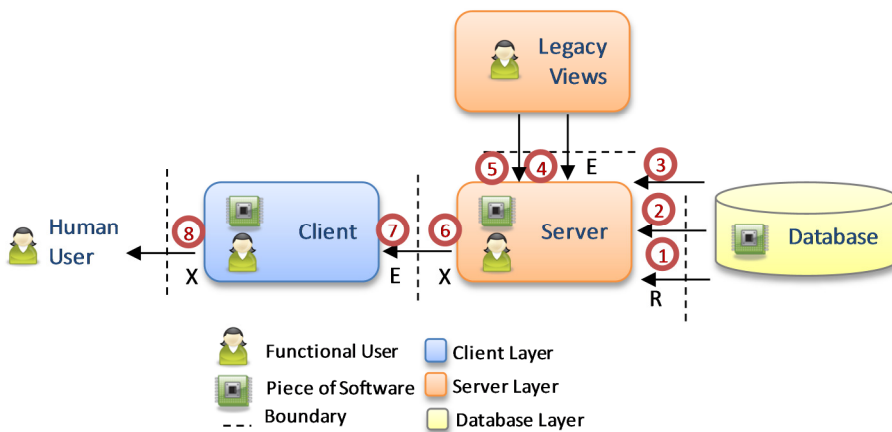 Legacy
Views
5
4
E
3
2
1
R
Human
User
8
X
Client
7
E
6
X
Server
Database
Functional User
Client Layer
Piece of Software
Server Layer
Boundary
Database Layer